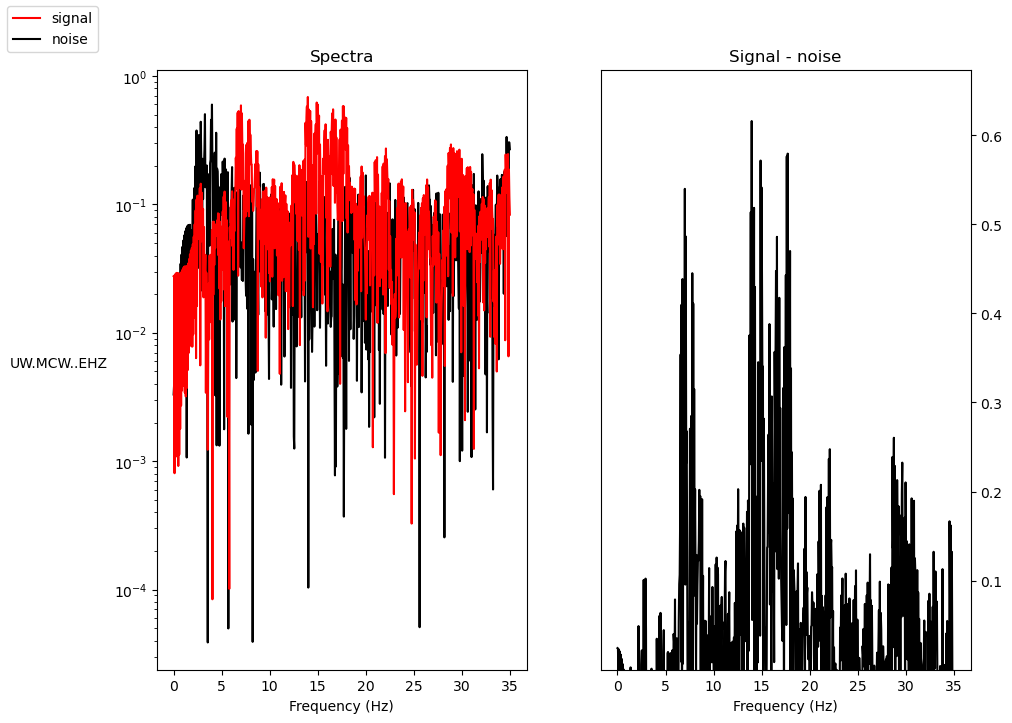 signal
noise
Spectra
Signal - noise
10^0
10^-1
10^-2
10^-3
10^-4
UW.MCW..EHZ
0.6
0.5
0.4
0.3
0.2
0.1
0 5 10 15 20 25 30 35
0 5 10 15 20 25 30 35
Frequency (Hz)
Frequency (Hz)